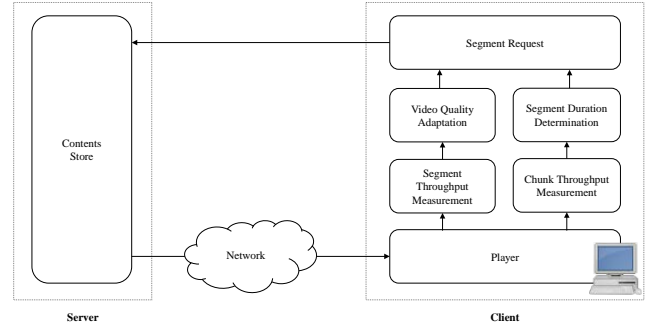 Segment Request
Video Quality
Adaptation
Segment Duration
Determination
Contents
Store
Segment
Throughput
Measurement
Chunk Throughput
Measurement
Network
Player
Server
Client